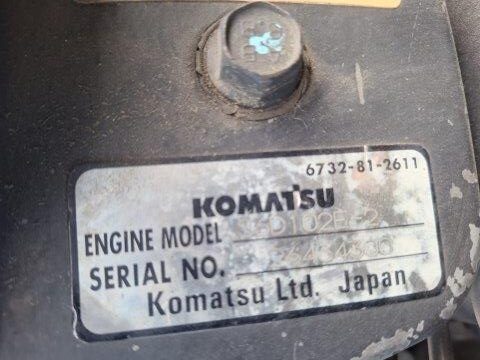 6732-81-2611
KOMATSU
ENGINE MODEL
SERIAL NO.
Komatsu Ltd. Japan